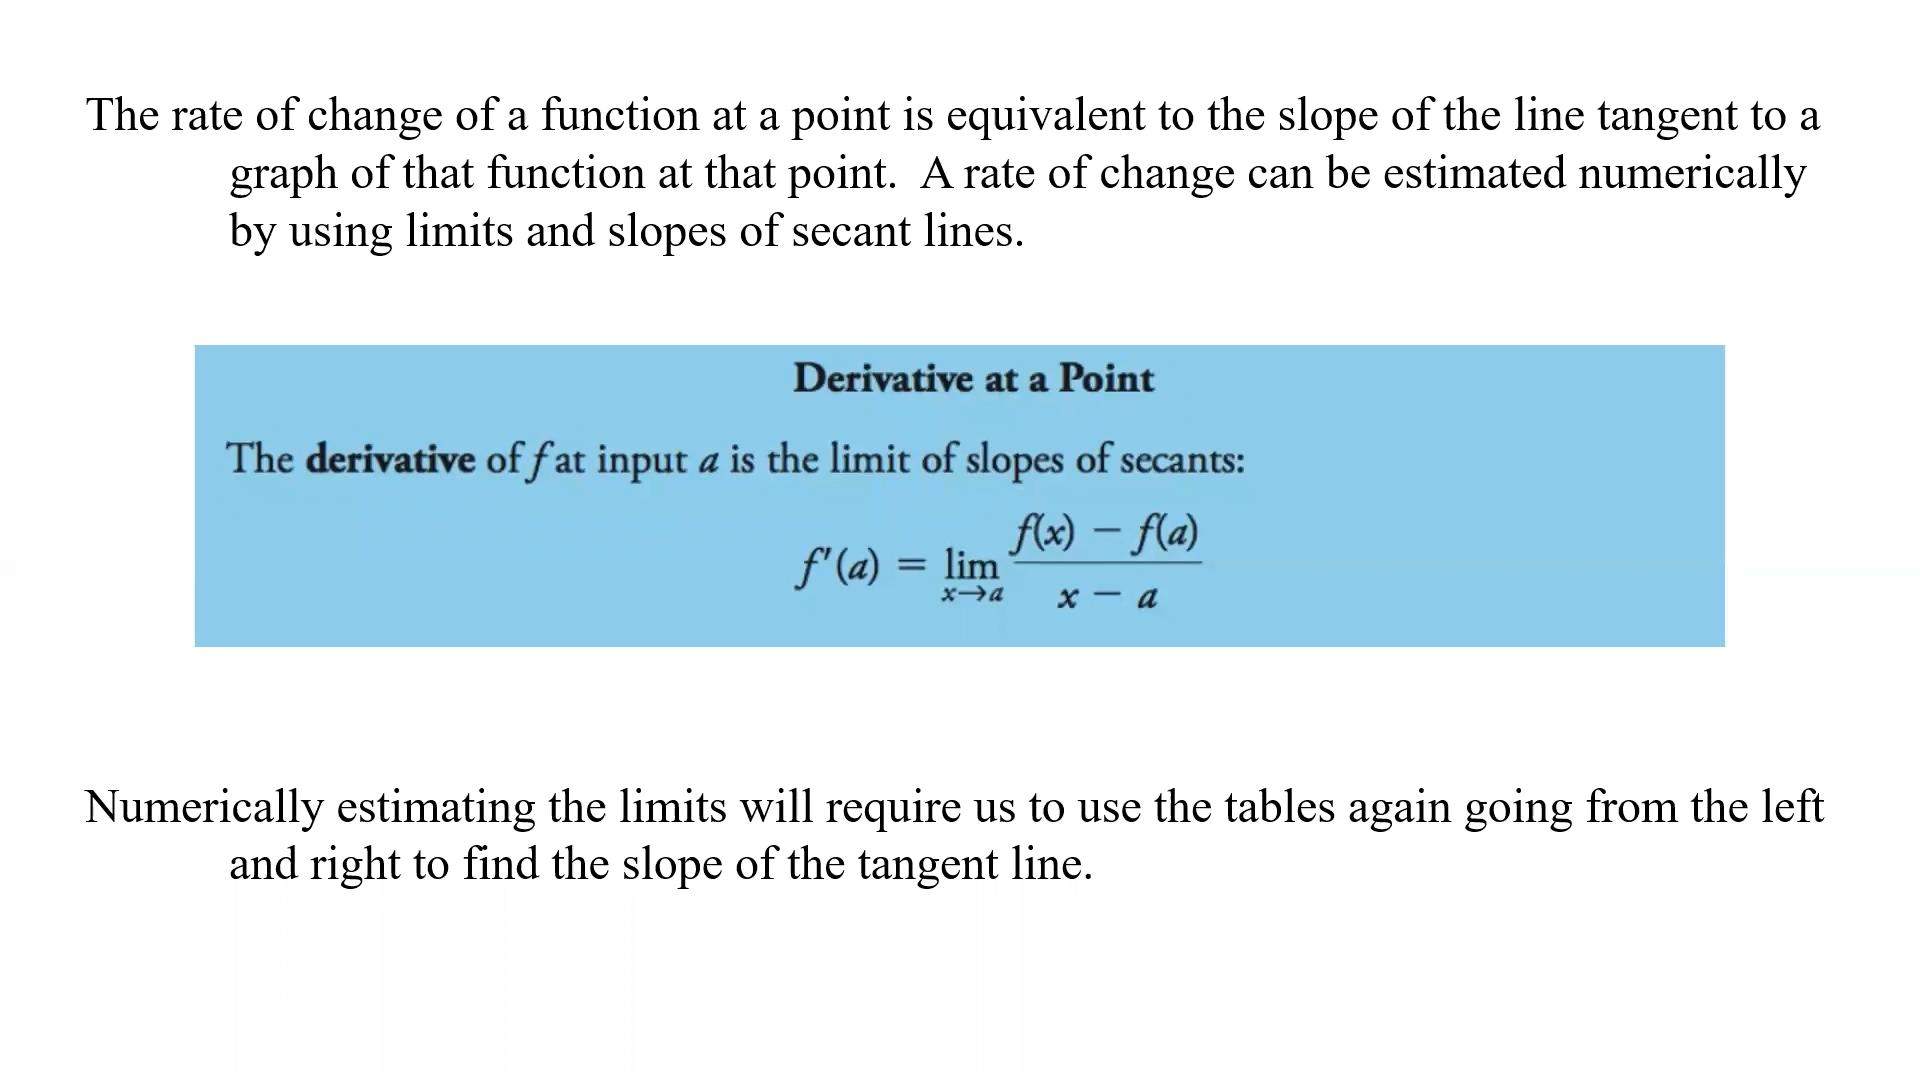 The rate of change of a function at a point is equivalent to the slope of the line tangent to a
graph of that function at that point.  A rate of change can be estimated numerically
by using limits and slopes of secant lines.
Derivative at a Point
The derivative of f at input a is the limit of slopes of secants:
f'(a) = lim x→a f(x) − f(a) / x − a
Numerically estimating the limits will require us to use the tables again going from the left
and right to find the slope of the tangent line.